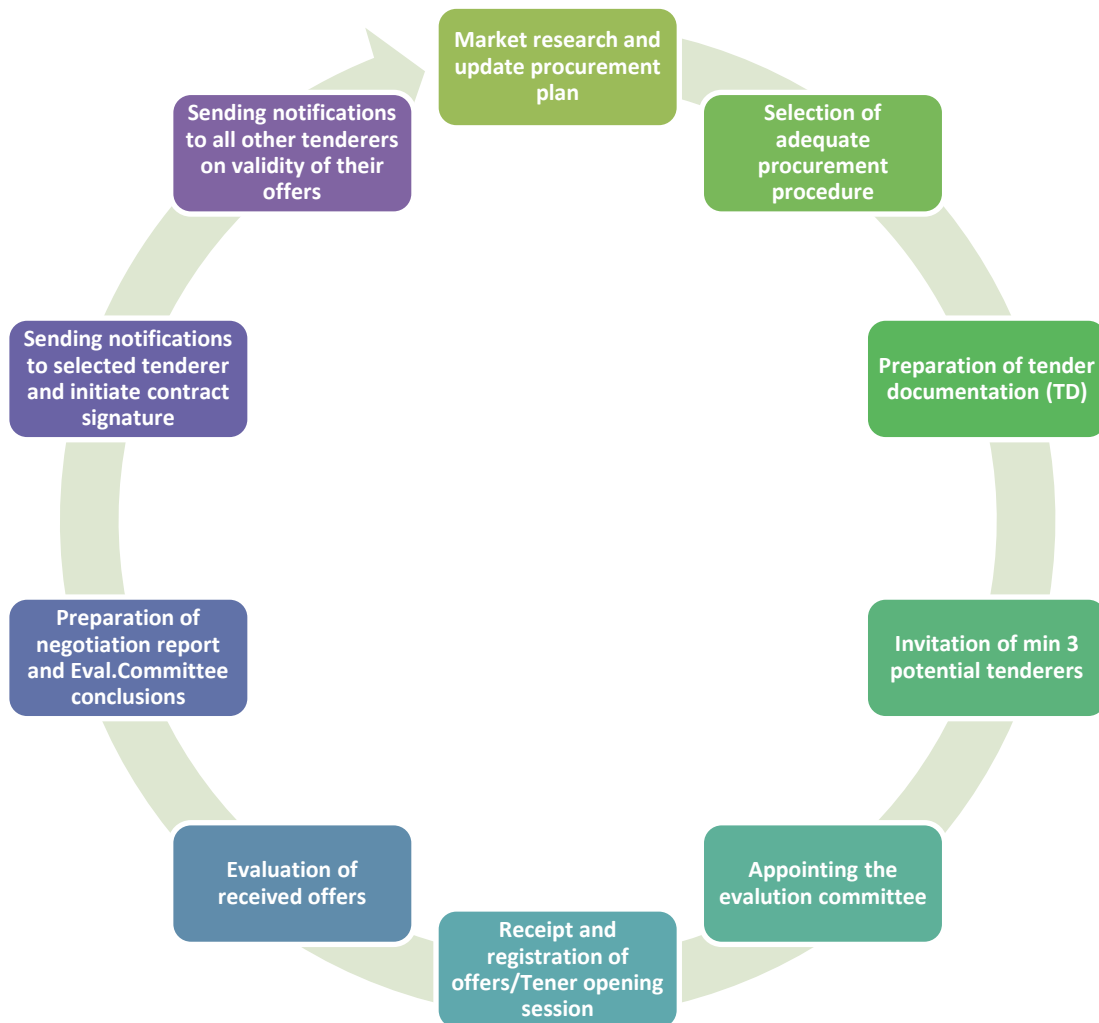 Market research and
update procurement
plan
Selection of
adequate
procurement
procedure
Preparation of tender
documentation (TD)
Invitation of min 3
potential tenderers
Appointing the
evalution committee
Receipt and
registration of
offers/Tener opening
session
Evaluation of
received offers
Preparation of
negotiation report
and Eval.Committee
conclusions
Sending notifications
to selected tenderer
and initiate contract
signature
Sending notifications
to all other tenderers
on validity of their
offers